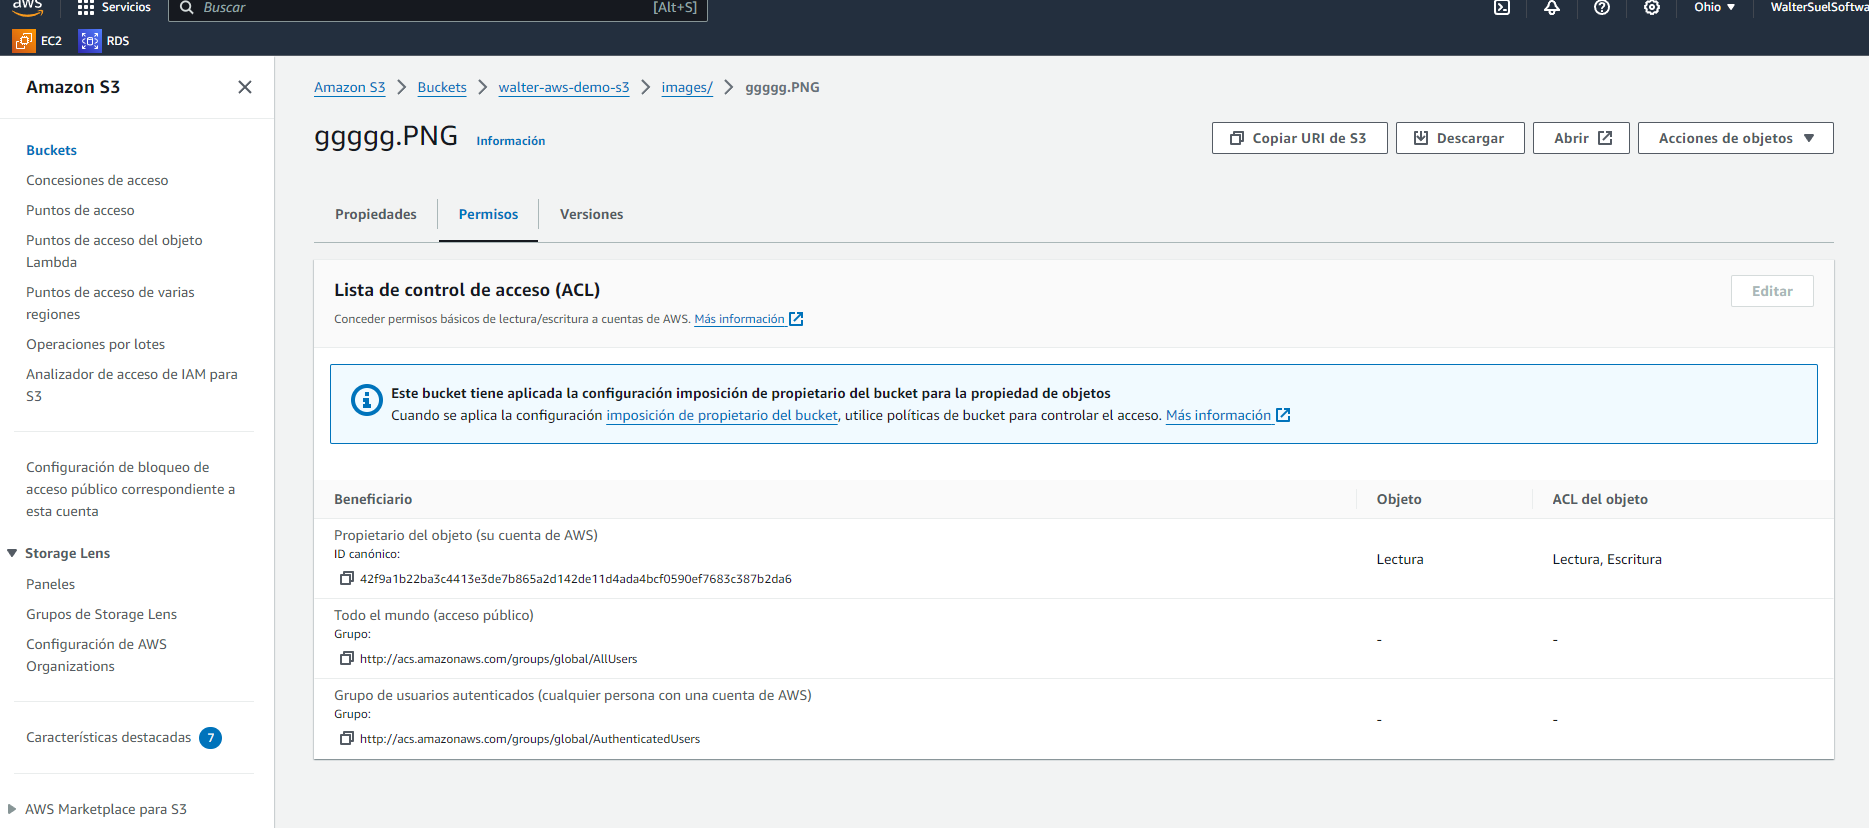 aws
Servicios
Buscar
[Alt+S]
Ohio
WalterSuelSoftwa
EC2
RDS
Amazon S3
Buckets
Concesiones de acceso
Puntos de acceso
Puntos de acceso del objeto
Lambda
Puntos de acceso de varias
regiones
Operaciones por lotes
Analizador de acceso de IAM para
S3
Configuración de bloqueo de
acceso público correspondiente a
esta cuenta
Storage Lens
Paneles
Grupos de Storage Lens
Configuración de AWS
Organizations
Características destacadas 7
AWS Marketplace para S3
Amazon S3 > Buckets > walter-aws-demo-s3 > images/ > ggggg.PNG
ggggg.PNG
Información
Copiar URI de S3
Descargar
Abrir
Acciones de objetos
Propiedades
Permisos
Versiones
Lista de control de acceso (ACL)
Editar
Conceder permisos básicos de lectura/escritura a cuentas de AWS. Más información
Este bucket tiene aplicada la configuración imposición de propietario del bucket para la propiedad de objetos
Cuando se aplica la configuración imposición de propietario del bucket, utilice políticas de bucket para controlar el acceso. Más información
Beneficiario
Objeto
ACL del objeto
Propietario del objeto (su cuenta de AWS)
ID canónico:
42f9a1b22ba3c4413e3de7b865a2d142de11d4ada4bcf0590ef7683c387b2da6
Lectura
Lectura, Escritura
Todo el mundo (acceso público)
Grupo:
http://acs.amazonaws.com/groups/global/AllUsers
-
-
Grupo de usuarios autenticados (cualquier persona con una cuenta de AWS)
Grupo:
http://acs.amazonaws.com/groups/global/AuthenticatedUsers
-
-